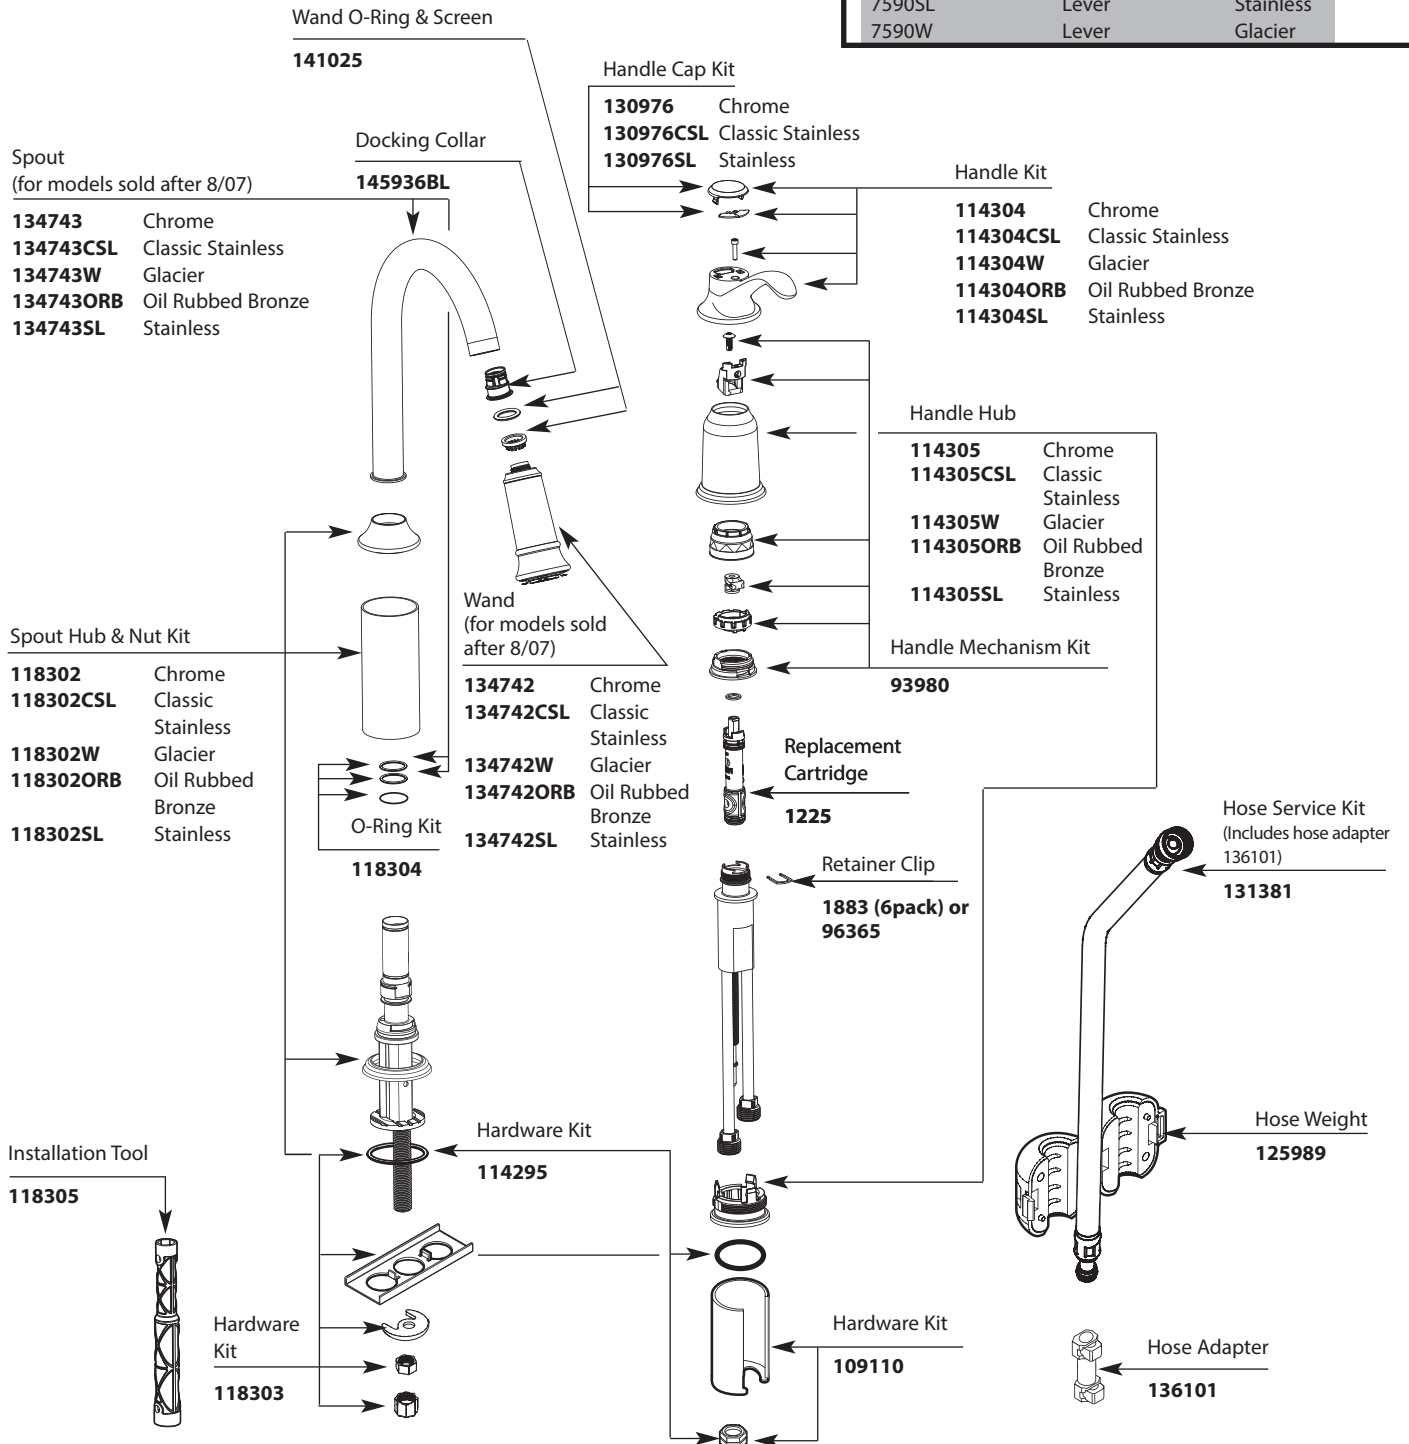 7590SL Lever Stainless
7590W Lever Glacier
Wand O-Ring & Screen
141025
Handle Cap Kit
130976 Chrome
130976CSL Classic Stainless
130976SL Stainless
Docking Collar
145936BL
Spout
(for models sold after 8/07)
134743 Chrome
134743CSL Classic Stainless
134743W Glacier
134743ORB Oil Rubbed Bronze
134743SL Stainless
Handle Kit
114304 Chrome
114304CSL Classic Stainless
114304W Glacier
114304ORB Oil Rubbed Bronze
114304SL Stainless
Handle Hub
114305 Chrome
114305CSL Classic
Stainless
114305W Glacier
114305ORB Oil Rubbed
Bronze
114305SL Stainless
Handle Mechanism Kit
93980
Wand
(for models sold
after 8/07)
134742 Chrome
134742CSL Classic
Stainless
134742W Glacier
134742ORB Oil Rubbed
Bronze
134742SL Stainless
Spout Hub & Nut Kit
118302 Chrome
118302CSL Classic
Stainless
118302W Glacier
118302ORB Oil Rubbed
Bronze
118302SL Stainless
O-Ring Kit
118304
Replacement
Cartridge
1225
Retainer Clip
1883 (6pack) or
96365
Hose Service Kit
(Includes hose adapter
136101)
131381
Hose Weight
125989
Hardware Kit
114295
Installation Tool
118305
Hardware
Kit
118303
Hardware Kit
109110
Hose Adapter
136101